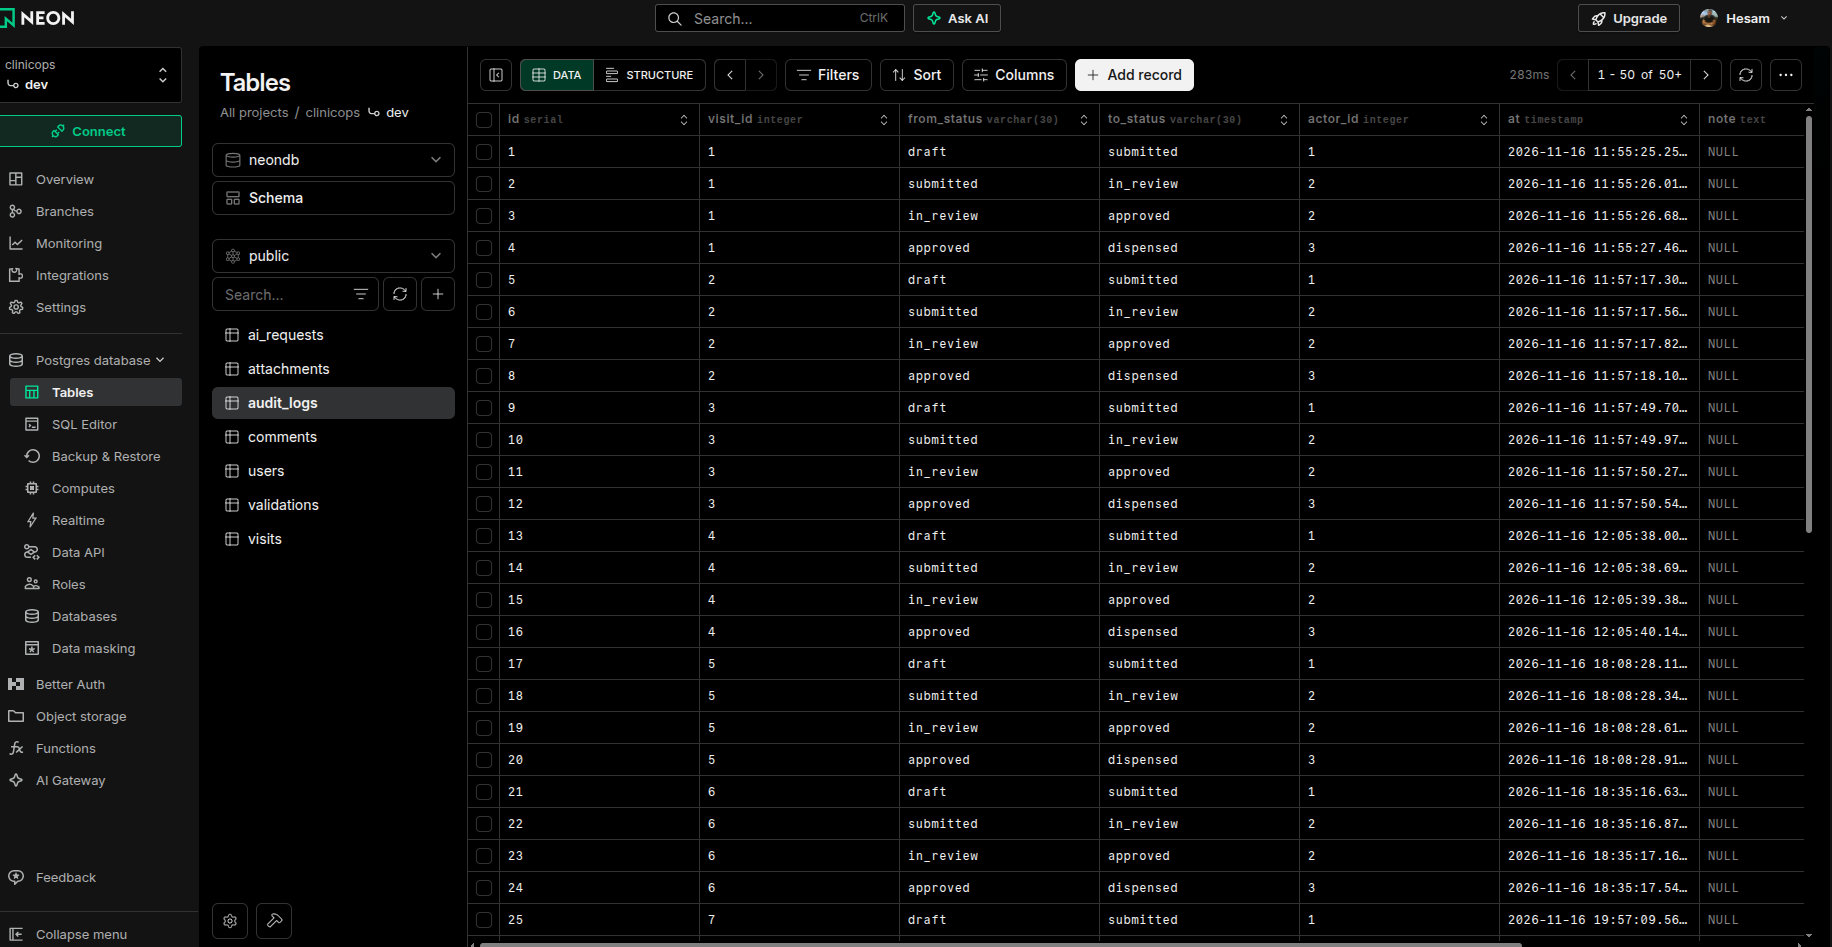 NEON
Search... CtrlK
Ask AI
Upgrade
Hesam
clinicops
dev
Connect
Overview
Branches
Monitoring
Integrations
Settings
Postgres database
Tables
SQL Editor
Backup & Restore
Computes
Realtime
Data API
Roles
Databases
Data masking
Better Auth
Object storage
Functions
AI Gateway
Feedback
Collapse menu
Tables
All projects / clinicops dev
neondb
Schema
public
Search...
ai_requests
attachments
audit_logs
comments
users
validations
visits
DATA STRUCTURE Filters Sort Columns Add record 283ms 1 - 50 of 50+
id serial visit_id integer from_status varchar(30) to_status varchar(30) actor_id integer at timestamp note text
1 1 draft submitted 1 2026-11-16 11:55:25.25… NULL
2 1 submitted in_review 2 2026-11-16 11:55:26.01… NULL
3 1 in_review approved 2 2026-11-16 11:55:26.68… NULL
4 1 approved dispensed 3 2026-11-16 11:55:27.46… NULL
5 2 draft submitted 1 2026-11-16 11:57:17.30… NULL
6 2 submitted in_review 2 2026-11-16 11:57:17.56… NULL
7 2 in_review approved 2 2026-11-16 11:57:17.82… NULL
8 2 approved dispensed 3 2026-11-16 11:57:18.10… NULL
9 3 draft submitted 1 2026-11-16 11:57:49.70… NULL
10 3 submitted in_review 2 2026-11-16 11:57:49.97… NULL
11 3 in_review approved 2 2026-11-16 11:57:50.27… NULL
12 3 approved dispensed 3 2026-11-16 11:57:50.54… NULL
13 4 draft submitted 1 2026-11-16 12:05:38.00… NULL
14 4 submitted in_review 2 2026-11-16 12:05:38.69… NULL
15 4 in_review approved 2 2026-11-16 12:05:39.38… NULL
16 4 approved dispensed 3 2026-11-16 12:05:40.14… NULL
17 5 draft submitted 1 2026-11-16 18:08:28.11… NULL
18 5 submitted in_review 2 2026-11-16 18:08:28.34… NULL
19 5 in_review approved 2 2026-11-16 18:08:28.61… NULL
20 5 approved dispensed 3 2026-11-16 18:08:28.91… NULL
21 6 draft submitted 1 2026-11-16 18:35:16.63… NULL
22 6 submitted in_review 2 2026-11-16 18:35:16.87… NULL
23 6 in_review approved 2 2026-11-16 18:35:17.16… NULL
24 6 approved dispensed 3 2026-11-16 18:35:17.54… NULL
25 7 draft submitted 1 2026-11-16 19:57:09.56… NULL